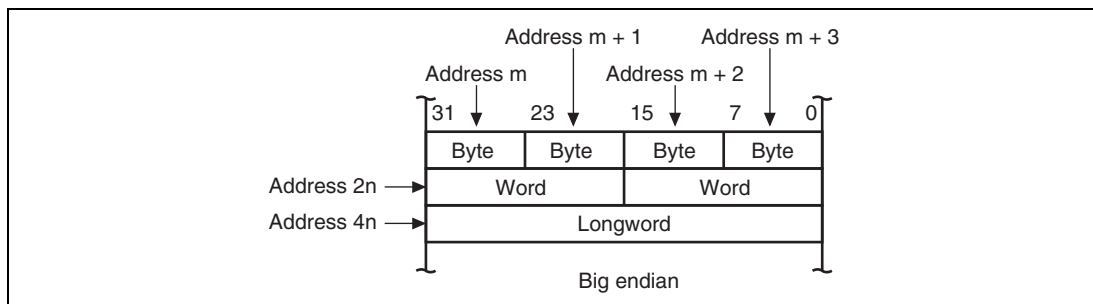 Address m + 1 Address m + 3
Address m Address m + 2
31 23 15 7 0
Byte Byte Byte Byte
Address 2n Word Word
Address 4n Longword
Big endian